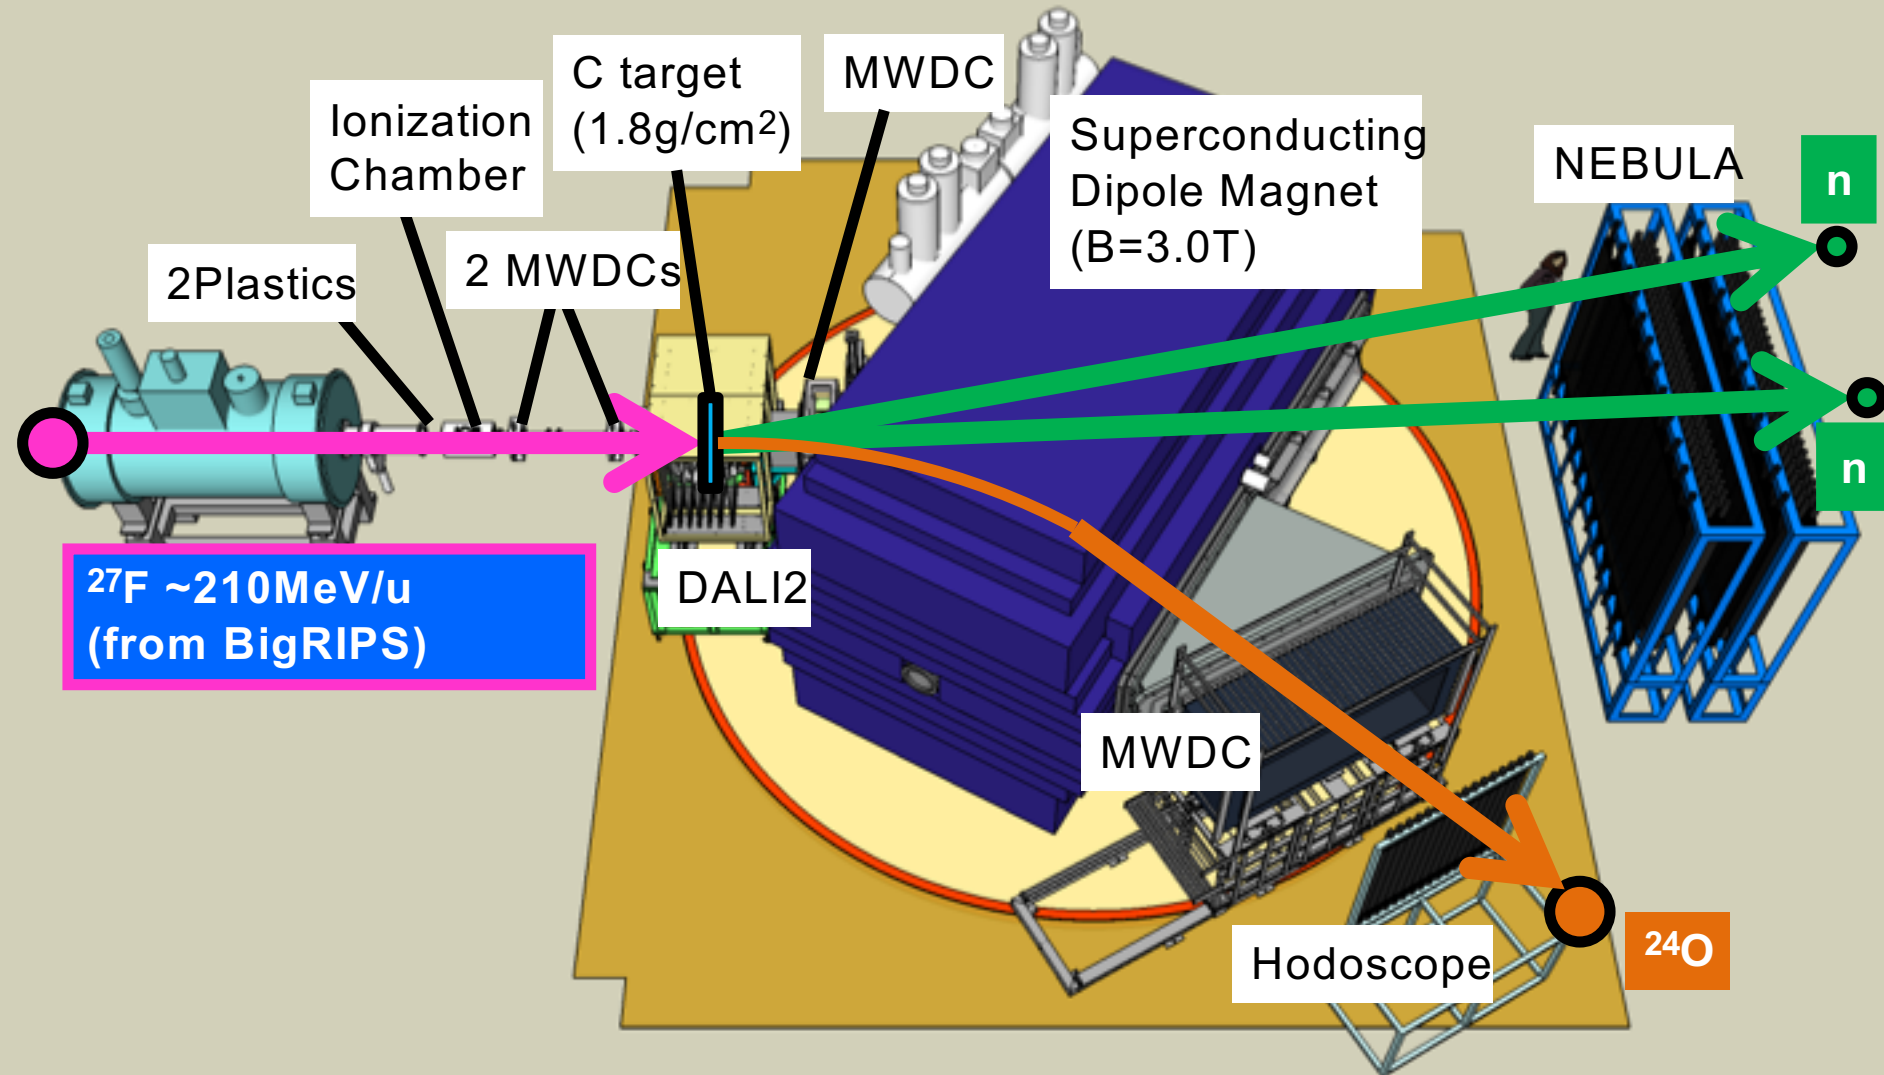 C target
(1.8g/cm²)
MWDC
Ionization
Chamber
Superconducting
Dipole Magnet
(B=3.0T)
NEBULA
n
2Plastics
2 MWDCs
n
²⁷F ~210MeV/u
(from BigRIPS)
DALI2
MWDC
Hodoscope
²⁴O